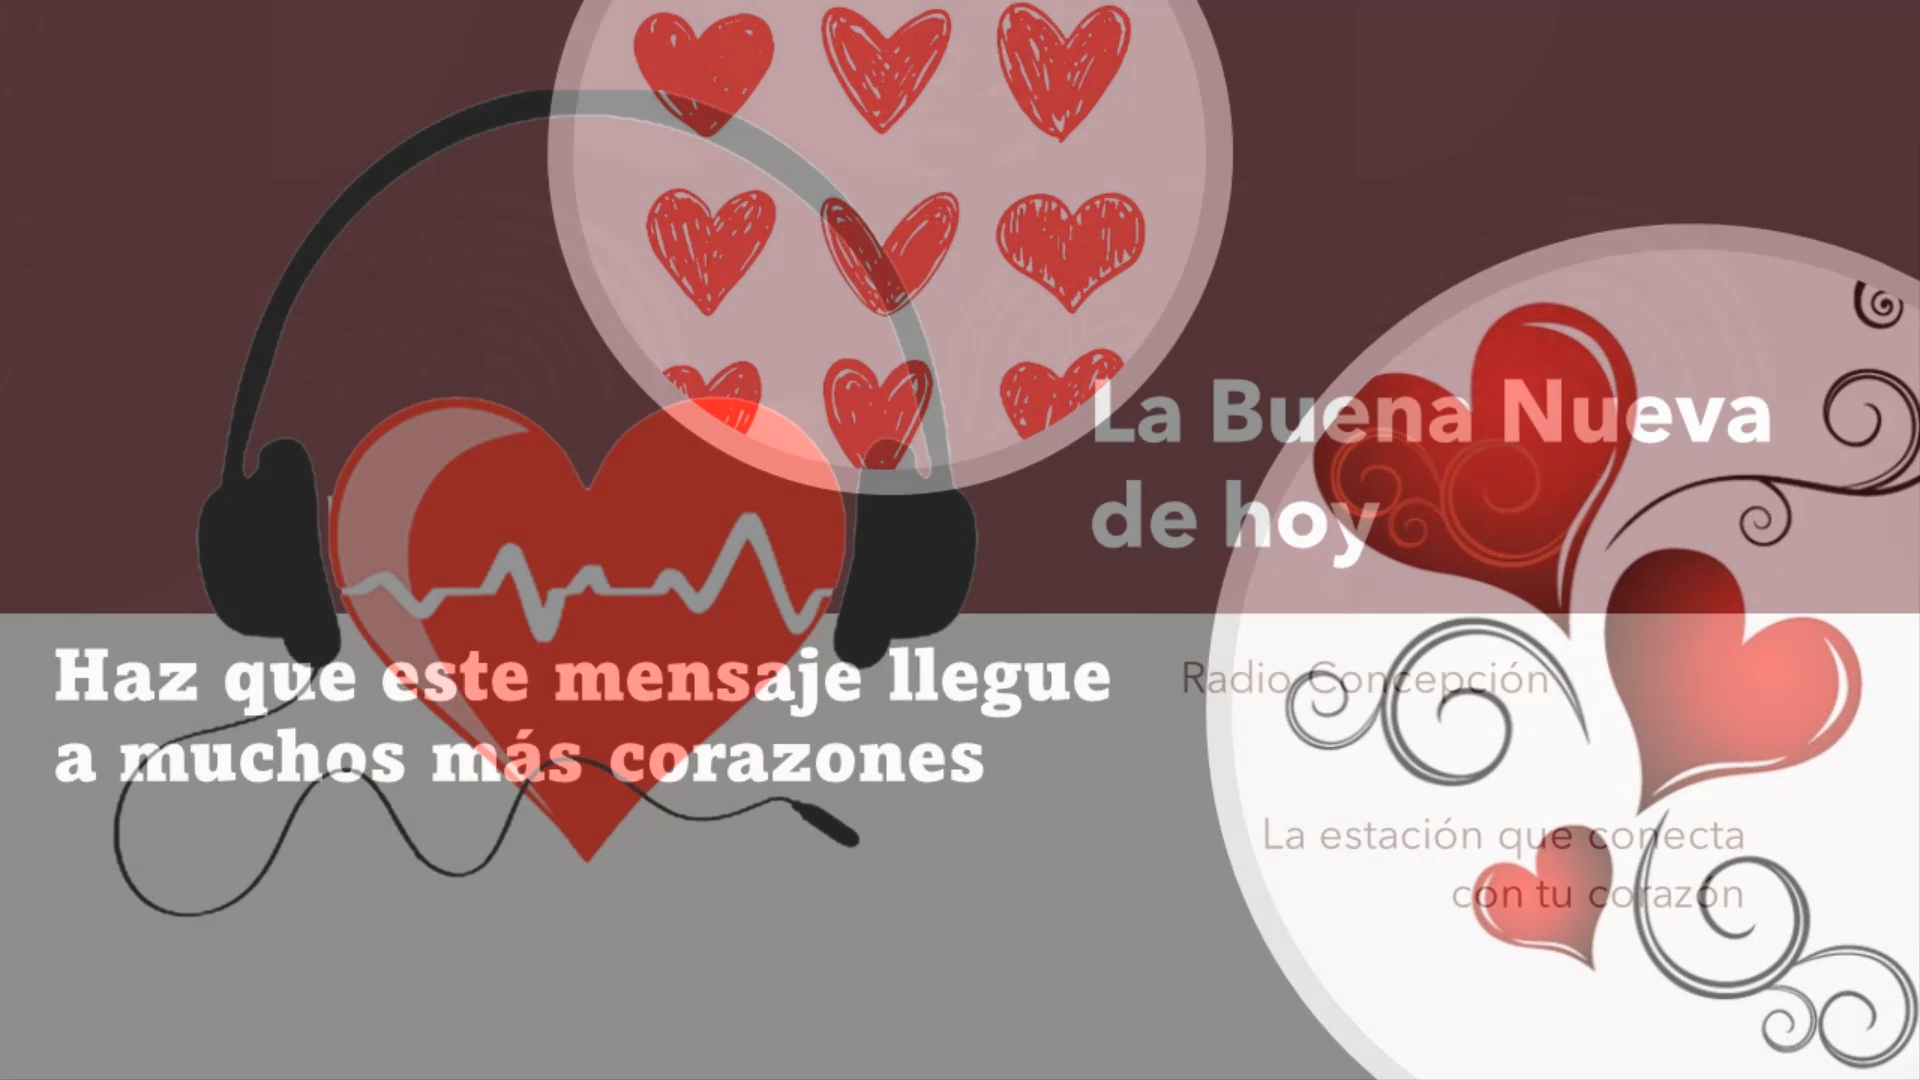 La Buena Nueva
de hoy
Haz que este mensaje llegue
a muchos más corazones
Radio Concepción
La estación que conecta
con tu corazón